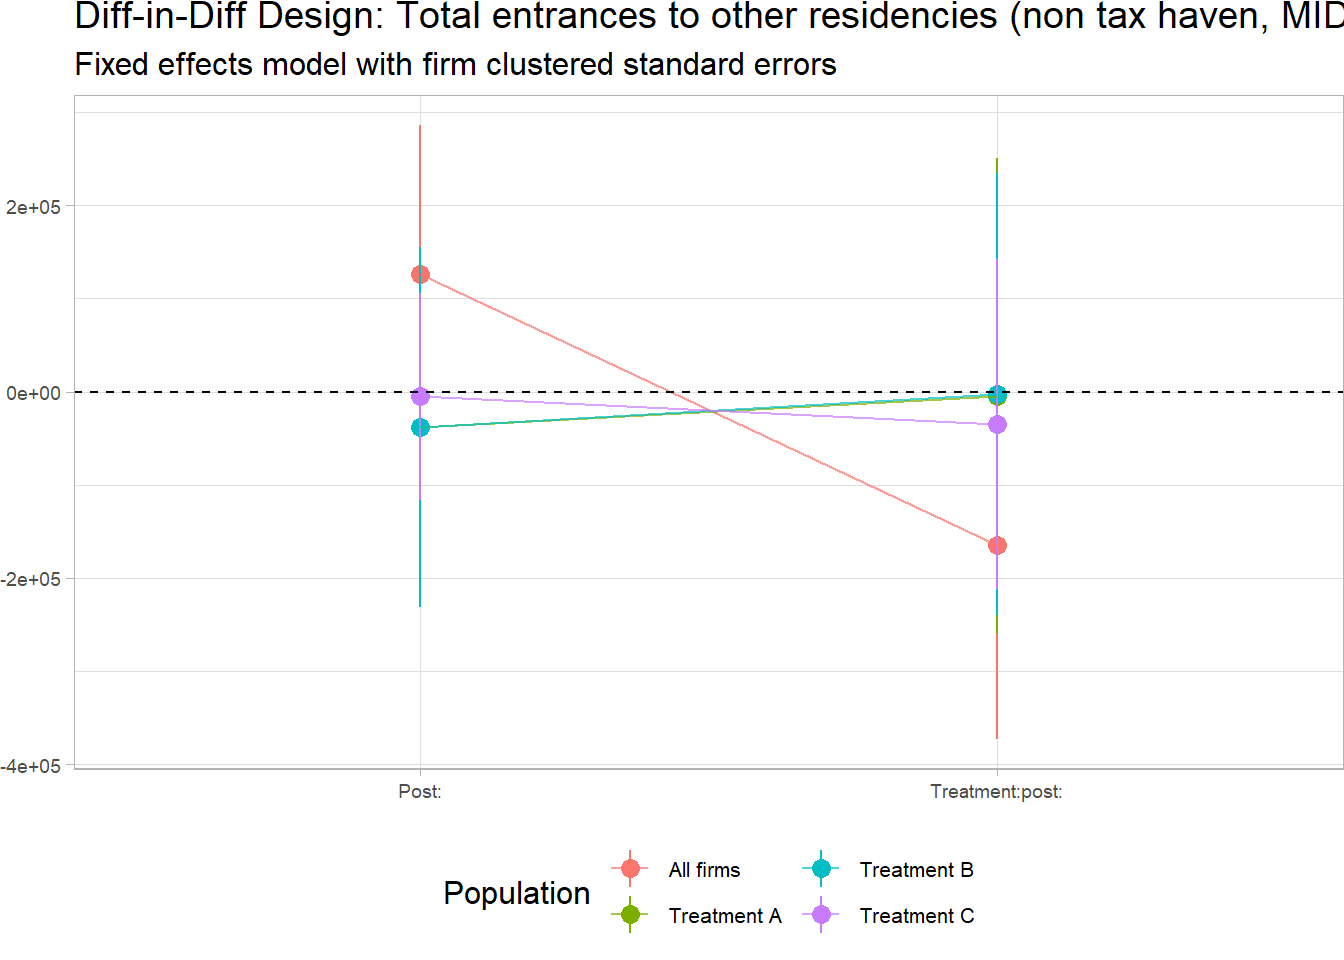 Diff-in-Diff Design: Total entrances to other residencies (non tax haven, MID
Fixed effects model with firm clustered standard errors
2e+05
0e+00
-2e+05
-4e+05
Post:
Treatment:post:
Population
All firms
Treatment B
Treatment A
Treatment C